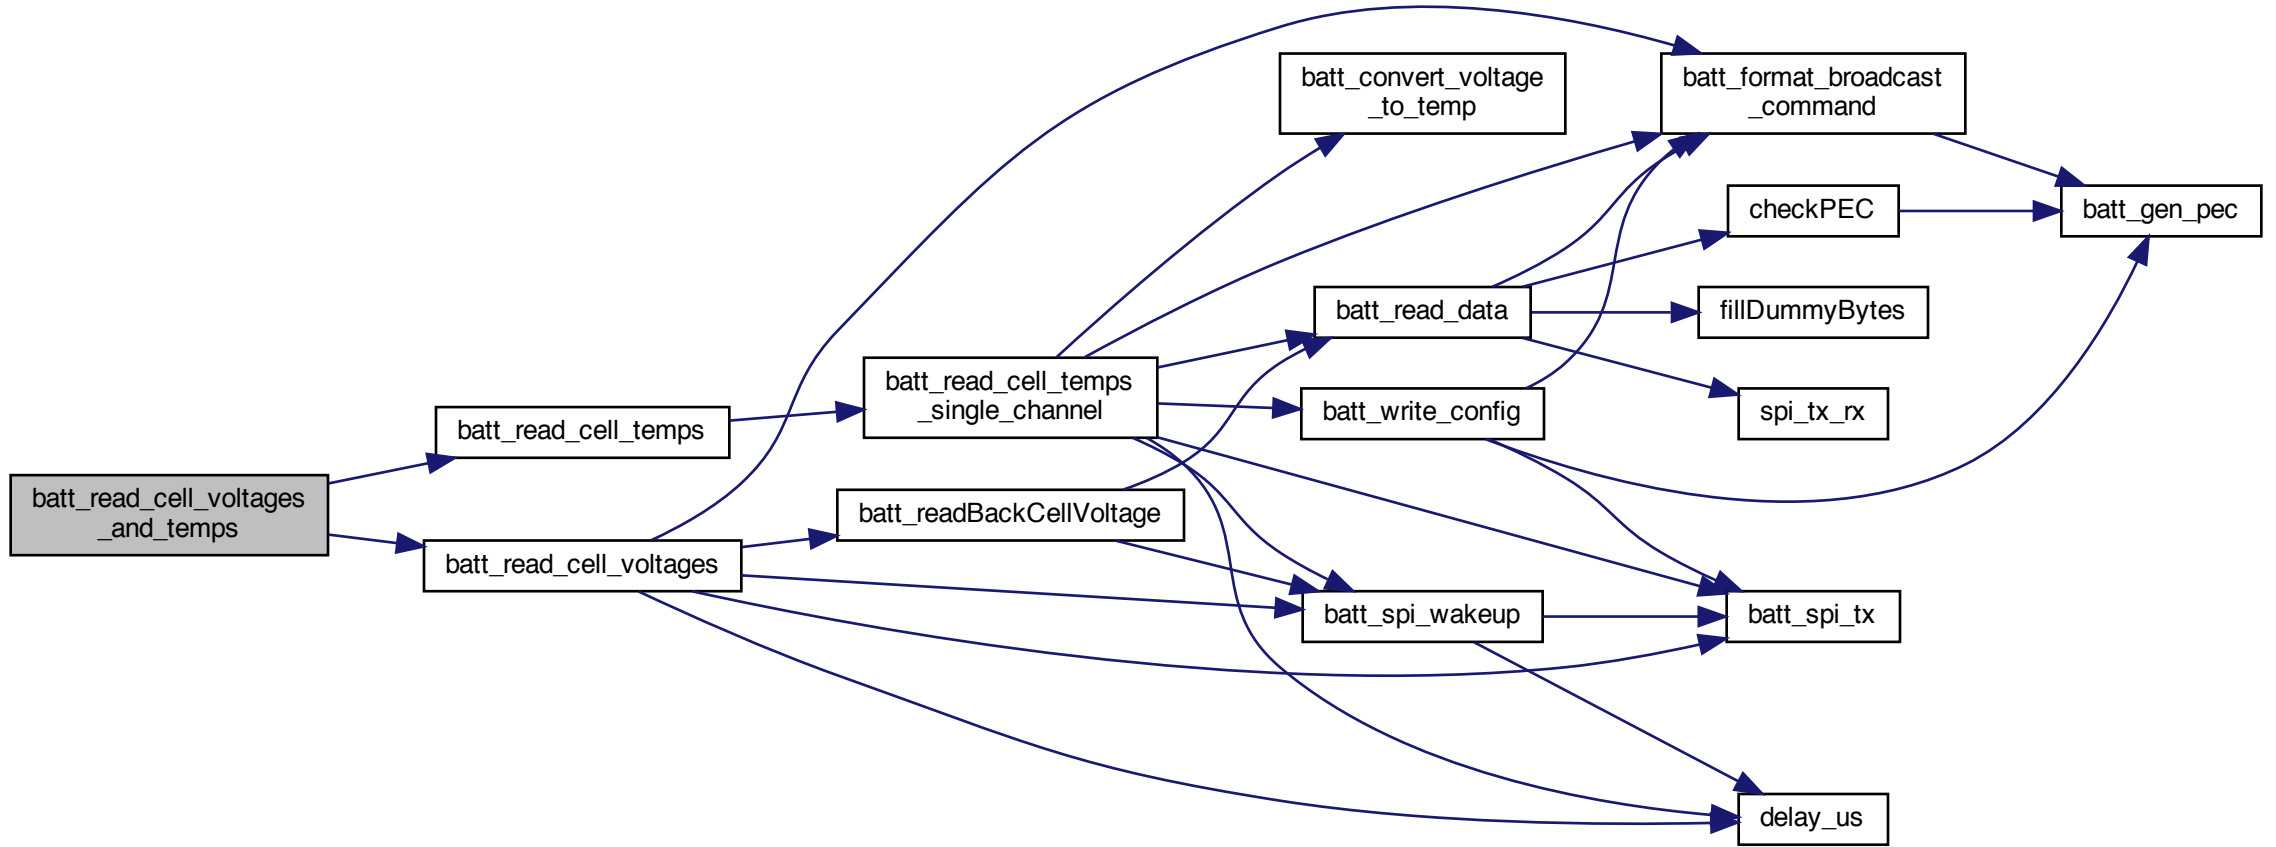 batt_read_cell_voltages
_and_temps
batt_read_cell_temps
batt_read_cell_voltages
batt_read_cell_temps
_single_channel
batt_readBackCellVoltage
batt_convert_voltage
_to_temp
batt_read_data
batt_write_config
batt_spi_wakeup
batt_format_broadcast
_command
checkPEC
fillDummyBytes
spi_tx_rx
batt_spi_tx
delay_us
batt_gen_pec